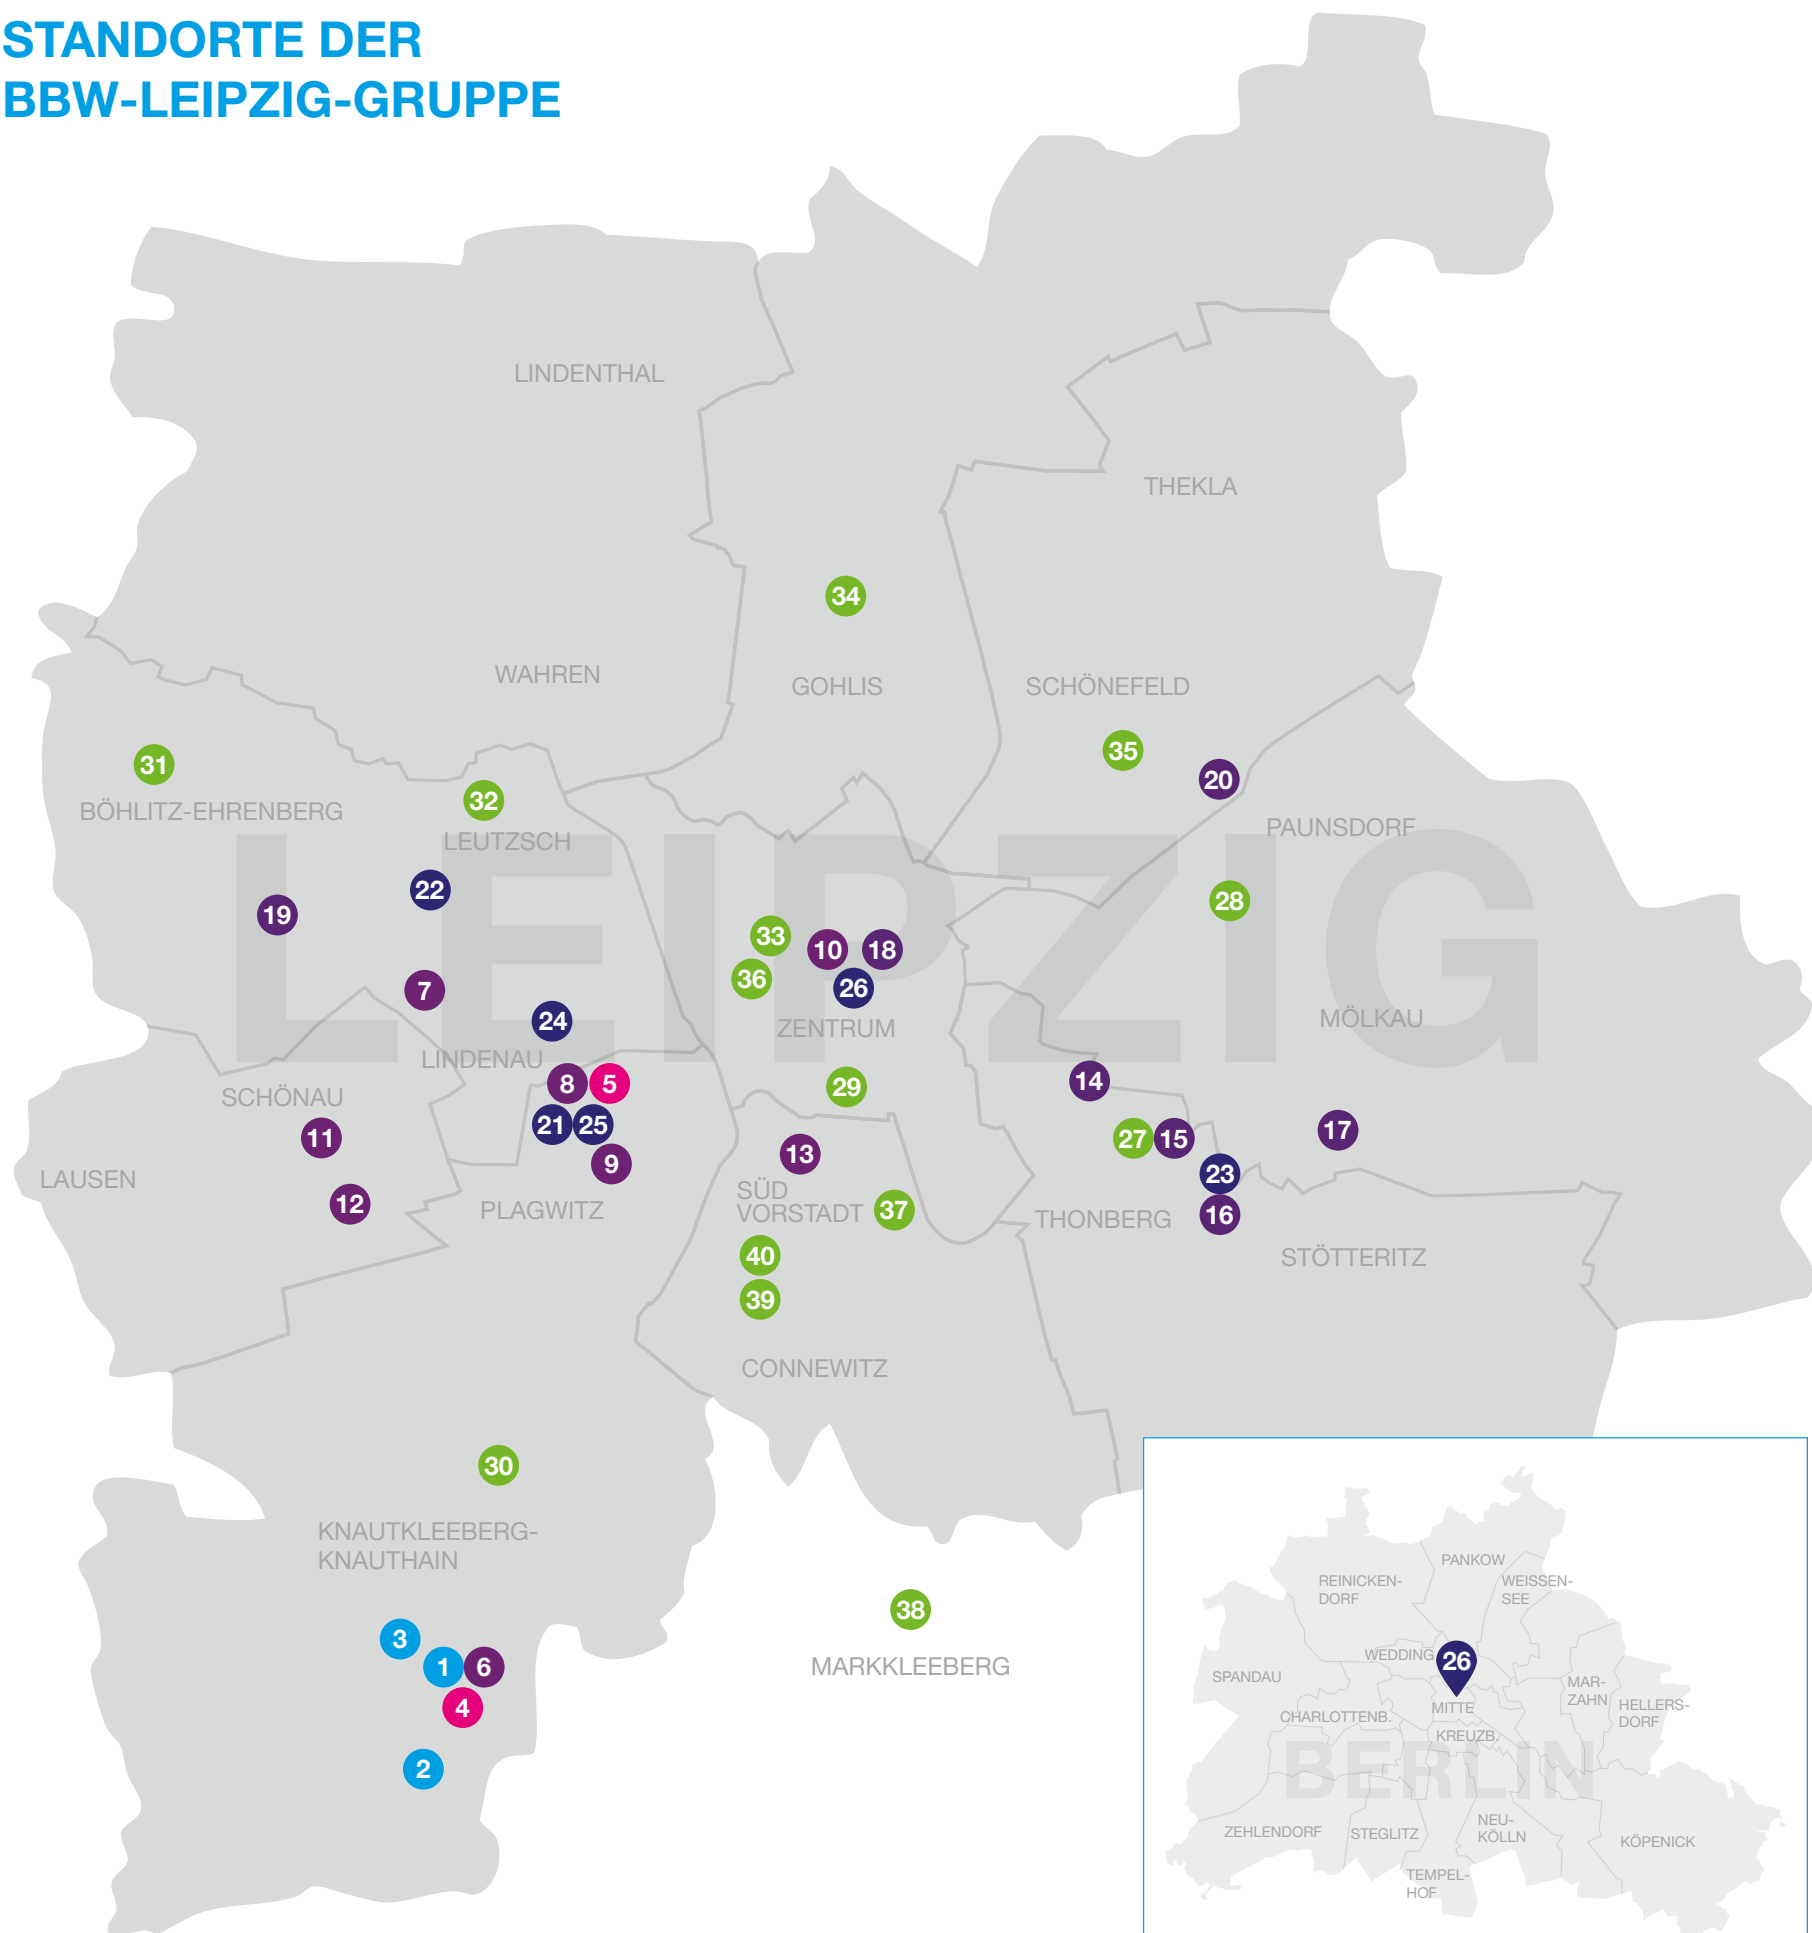 STANDORTE DER
BBW-LEIPZIG-GRUPPE
LINDENTHAL
THEKLA
34
WAHREN
GOHLIS
SCHÖNEFELD
31
35
20
32
BÖHLITZ-EHRENBERG
PAUNSDORF
LEUTZSCH
LEIPZIG
22
28
19
33
10
18
36
26
7
24
ZENTRUM
MÖLKAU
LINDENAU
8
5
29
14
SCHÖNAU
21
25
11
27
15
17
13
9
LAUSEN
23
12
SÜD
VORSTADT
37
PLAGWITZ
THONBERG
16
40
STÖTTERITZ
39
CONNEWITZ
30
KNAUTKLEEBERG-
KNAUTHAIN
38
3
1
6
MARKKLEEBERG
4
2
PANKOW
REINICKEN-
DORF
WEISSEN-
SEE
WEDDING
26
SPANDAU
MAR-
ZAHN
HELLERS-
DORF
MITTE
CHARLOTTENB.
KREUZB.
BERLIN
ZEHLENDORF
STEGLITZ
NEU-
KÖLLN
KÖPENICK
TEMPEL-
HOF